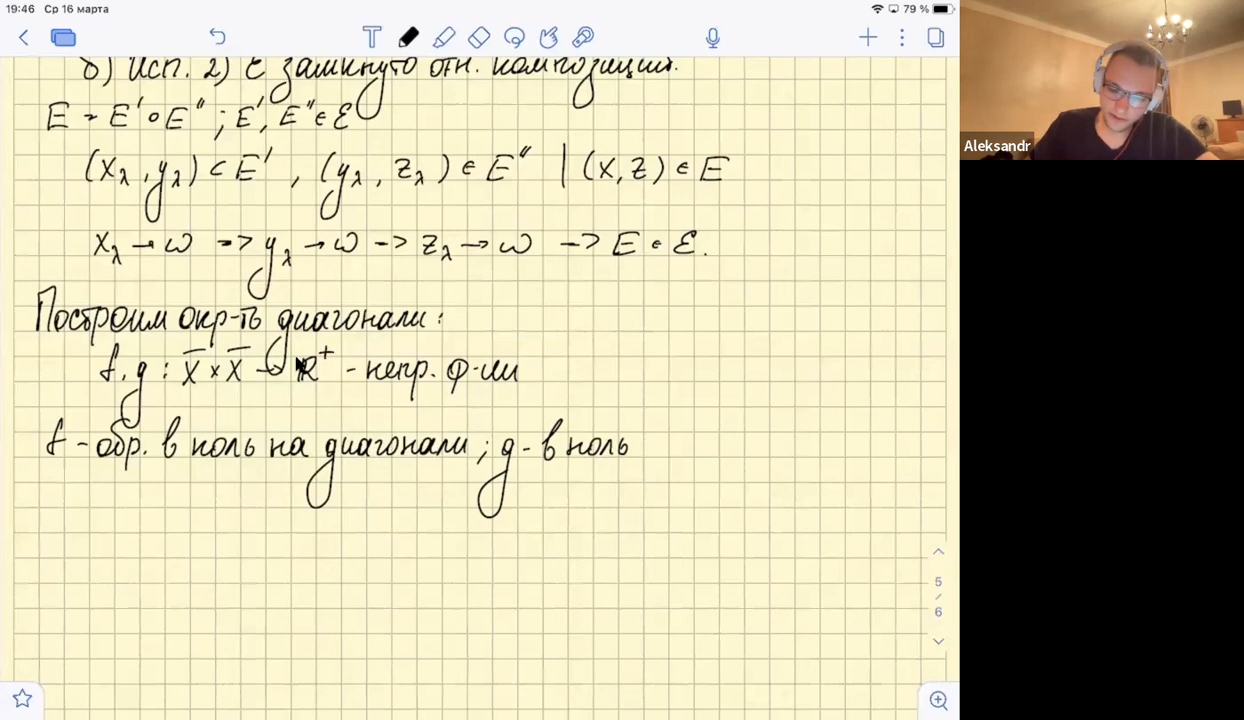 19:46 Ср 16 марта 79 %
б) Исп. 2) ℰ замкнуто отн. композиции.
E = E' ∘ E''; E', E'' ∈ ℰ
(x_λ, y_λ) ⊂ E', (y_λ, z_λ) ∈ E'' | (x, z) ∈ E
x_λ → ω => y_λ → ω => z_λ → ω => E ∈ ℰ.
Построим окр-ть диагонали:
f, g : X̅ × X̅ → R⁺ - непр. ф-ии
f - обр. в ноль на диагонали; g - в ноль
5
/
6
Aleksandr